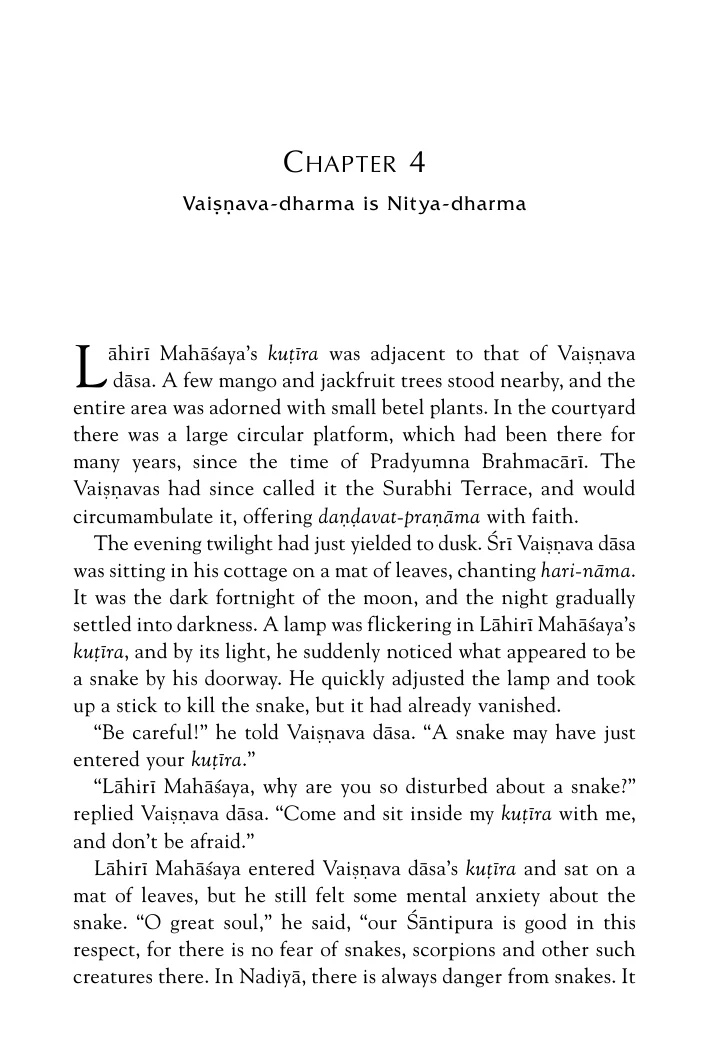 CHAPTER 4
Vaiṣṇava-dharma is Nitya-dharma
Lāhirī Mahāśaya's kuṭīra was adjacent to that of Vaiṣṇava
dāsa. A few mango and jackfruit trees stood nearby, and the
entire area was adorned with small betel plants. In the courtyard
there was a large circular platform, which had been there for
many years, since the time of Pradyumna Brahmacārī. The
Vaiṣṇavas had since called it the Surabhi Terrace, and would
circumambulate it, offering daṇḍavat-praṇāma with faith.
The evening twilight had just yielded to dusk. Śrī Vaiṣṇava dāsa
was sitting in his cottage on a mat of leaves, chanting hari-nāma.
It was the dark fortnight of the moon, and the night gradually
settled into darkness. A lamp was flickering in Lāhirī Mahāśaya's
kuṭīra, and by its light, he suddenly noticed what appeared to be
a snake by his doorway. He quickly adjusted the lamp and took
up a stick to kill the snake, but it had already vanished.
“Be careful!” he told Vaiṣṇava dāsa. “A snake may have just
entered your kuṭīra.”
“Lāhirī Mahāśaya, why are you so disturbed about a snake?”
replied Vaiṣṇava dāsa. “Come and sit inside my kuṭīra with me,
and don't be afraid.”
Lāhirī Mahāśaya entered Vaiṣṇava dāsa's kuṭīra and sat on a
mat of leaves, but he still felt some mental anxiety about the
snake. “O great soul,” he said, “our Śāntipura is good in this
respect, for there is no fear of snakes, scorpions and other such
creatures there. In Nadiyā, there is always danger from snakes. It